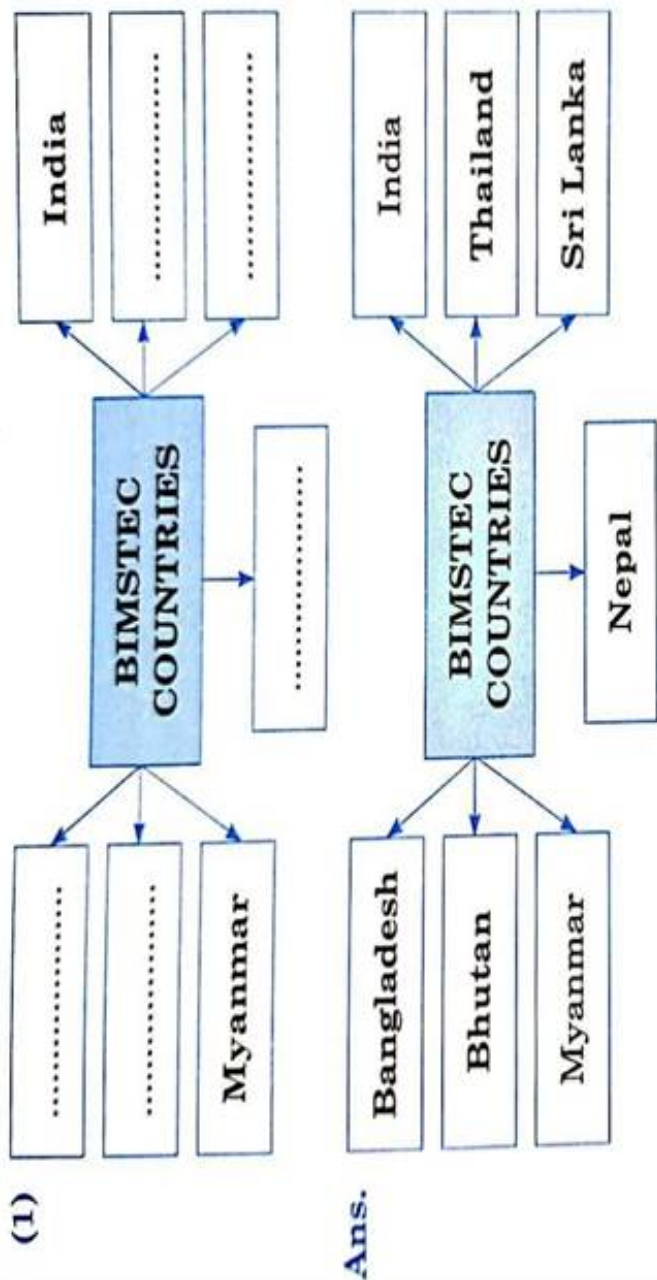 (1)
....................
....................
Myanmar
BIMSTEC
COUNTRIES
....................
India
....................
....................
Ans.
Bangladesh
Bhutan
Myanmar
BIMSTEC
COUNTRIES
Nepal
India
Thailand
Sri Lanka